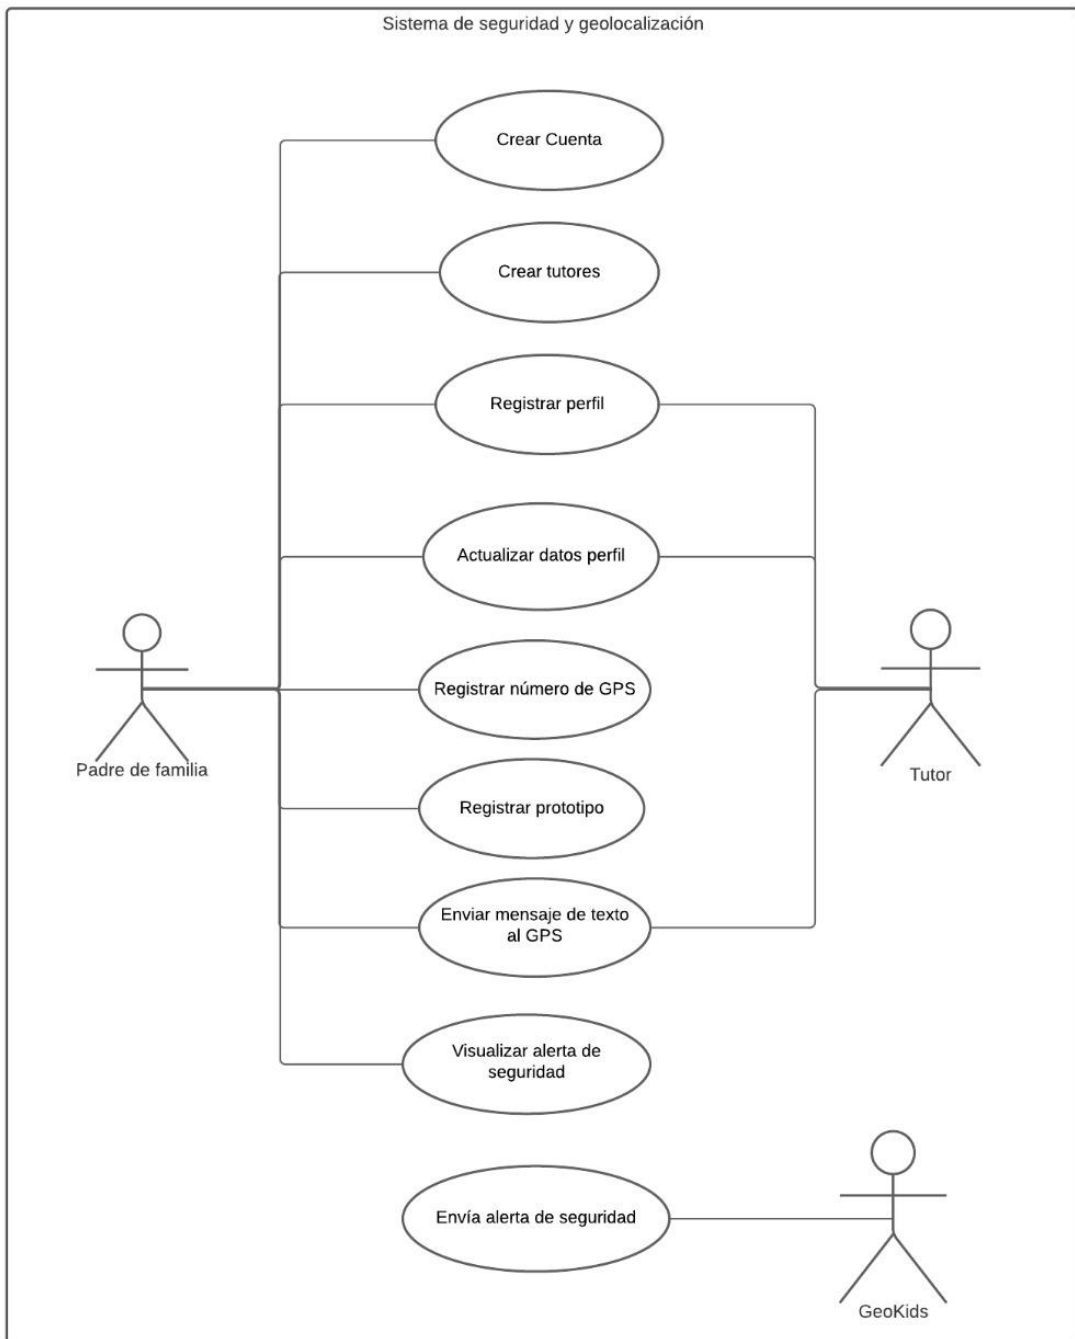 Sistema de seguridad y geolocalización
Crear Cuenta
Crear tutores
Registrar perfil
Actualizar datos perfil
Registrar número de GPS
Padre de familia
Tutor
Registrar prototipo
Enviar mensaje de texto
al GPS
Visualizar alerta de
seguridad
Envía alerta de seguridad
GeoKids